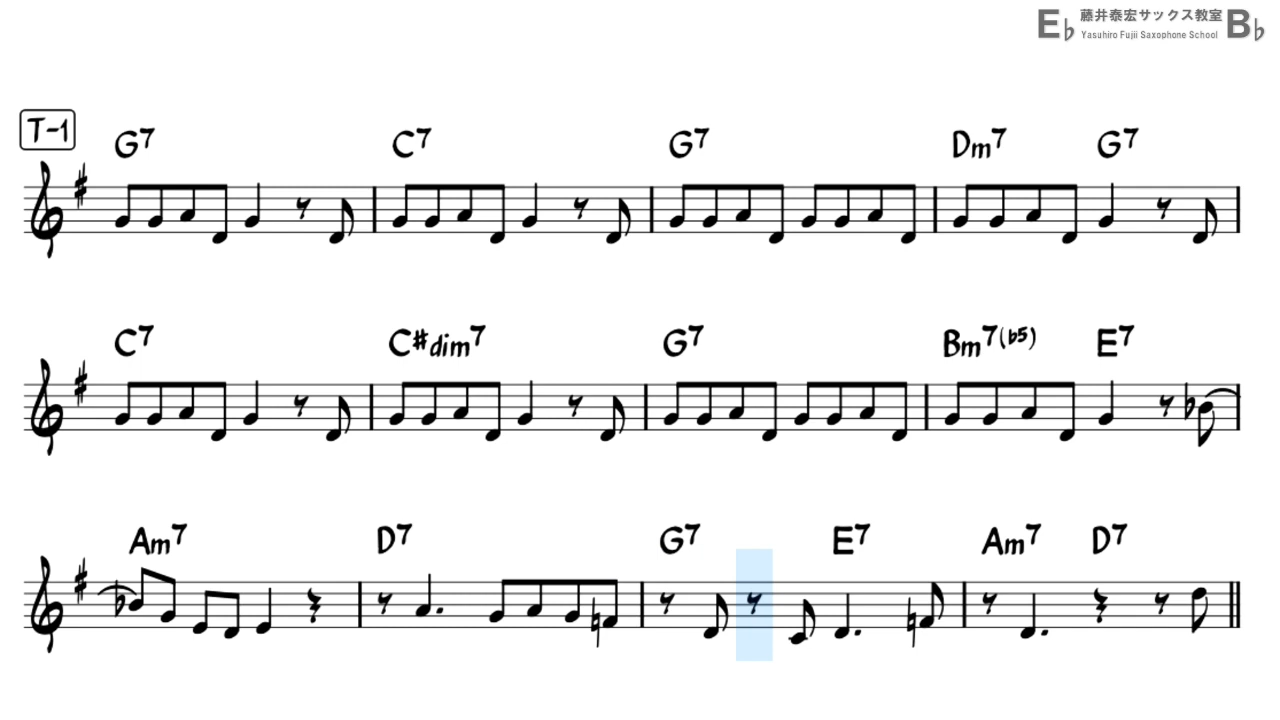 E♭ 藤井泰宏サックス教室 B♭
Yasuhiro Fujii Saxophone School
T-1
G7 C7 G7 Dm7 G7
C7 C#dim7 G7 Bm7(♭5) E7
Am7 D7 G7 E7 Am7 D7